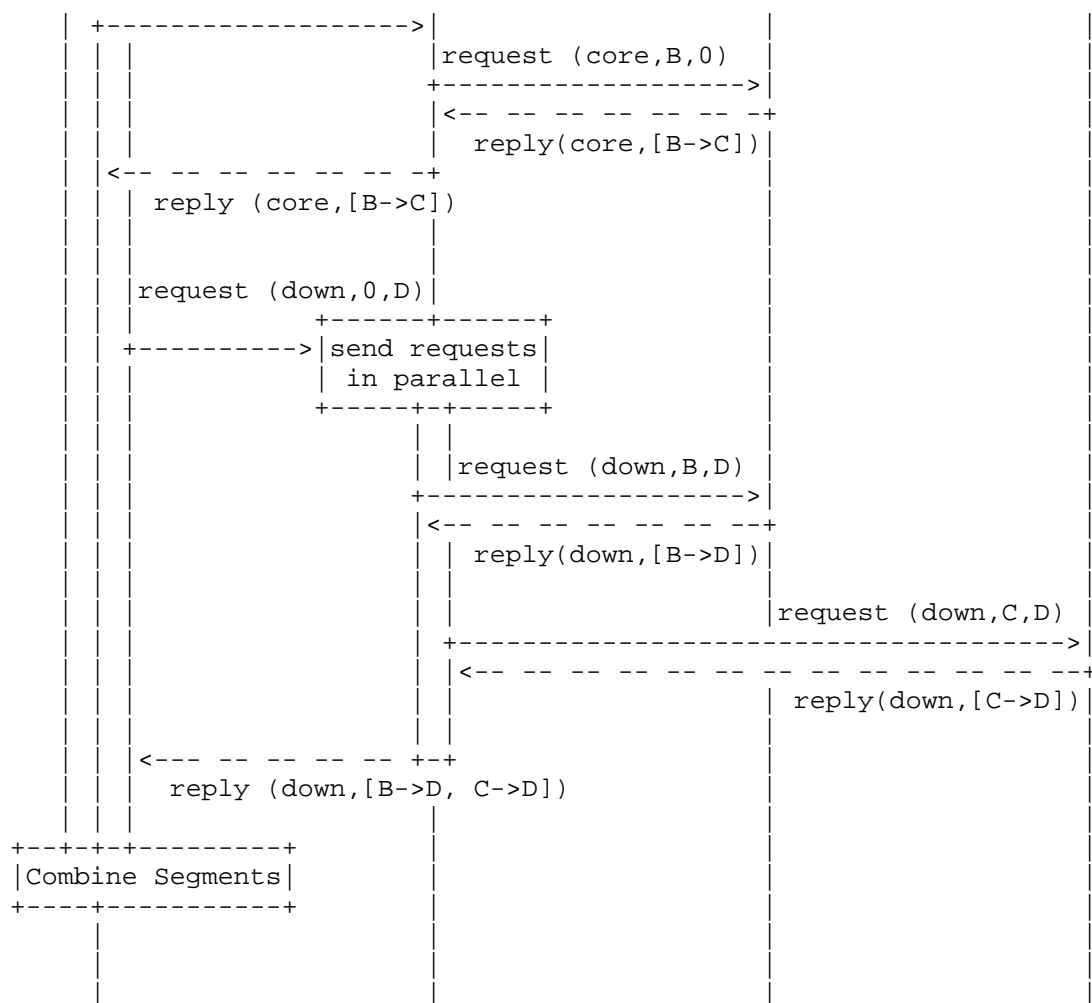 request (core,B,0)
reply(core,[B->C])
reply (core,[B->C])
request (down,0,D)
send requests
in parallel
request (down,B,D)
reply(down,[B->D])
request (down,C,D)
reply(down,[C->D])
reply (down,[B->D, C->D])
Combine Segments